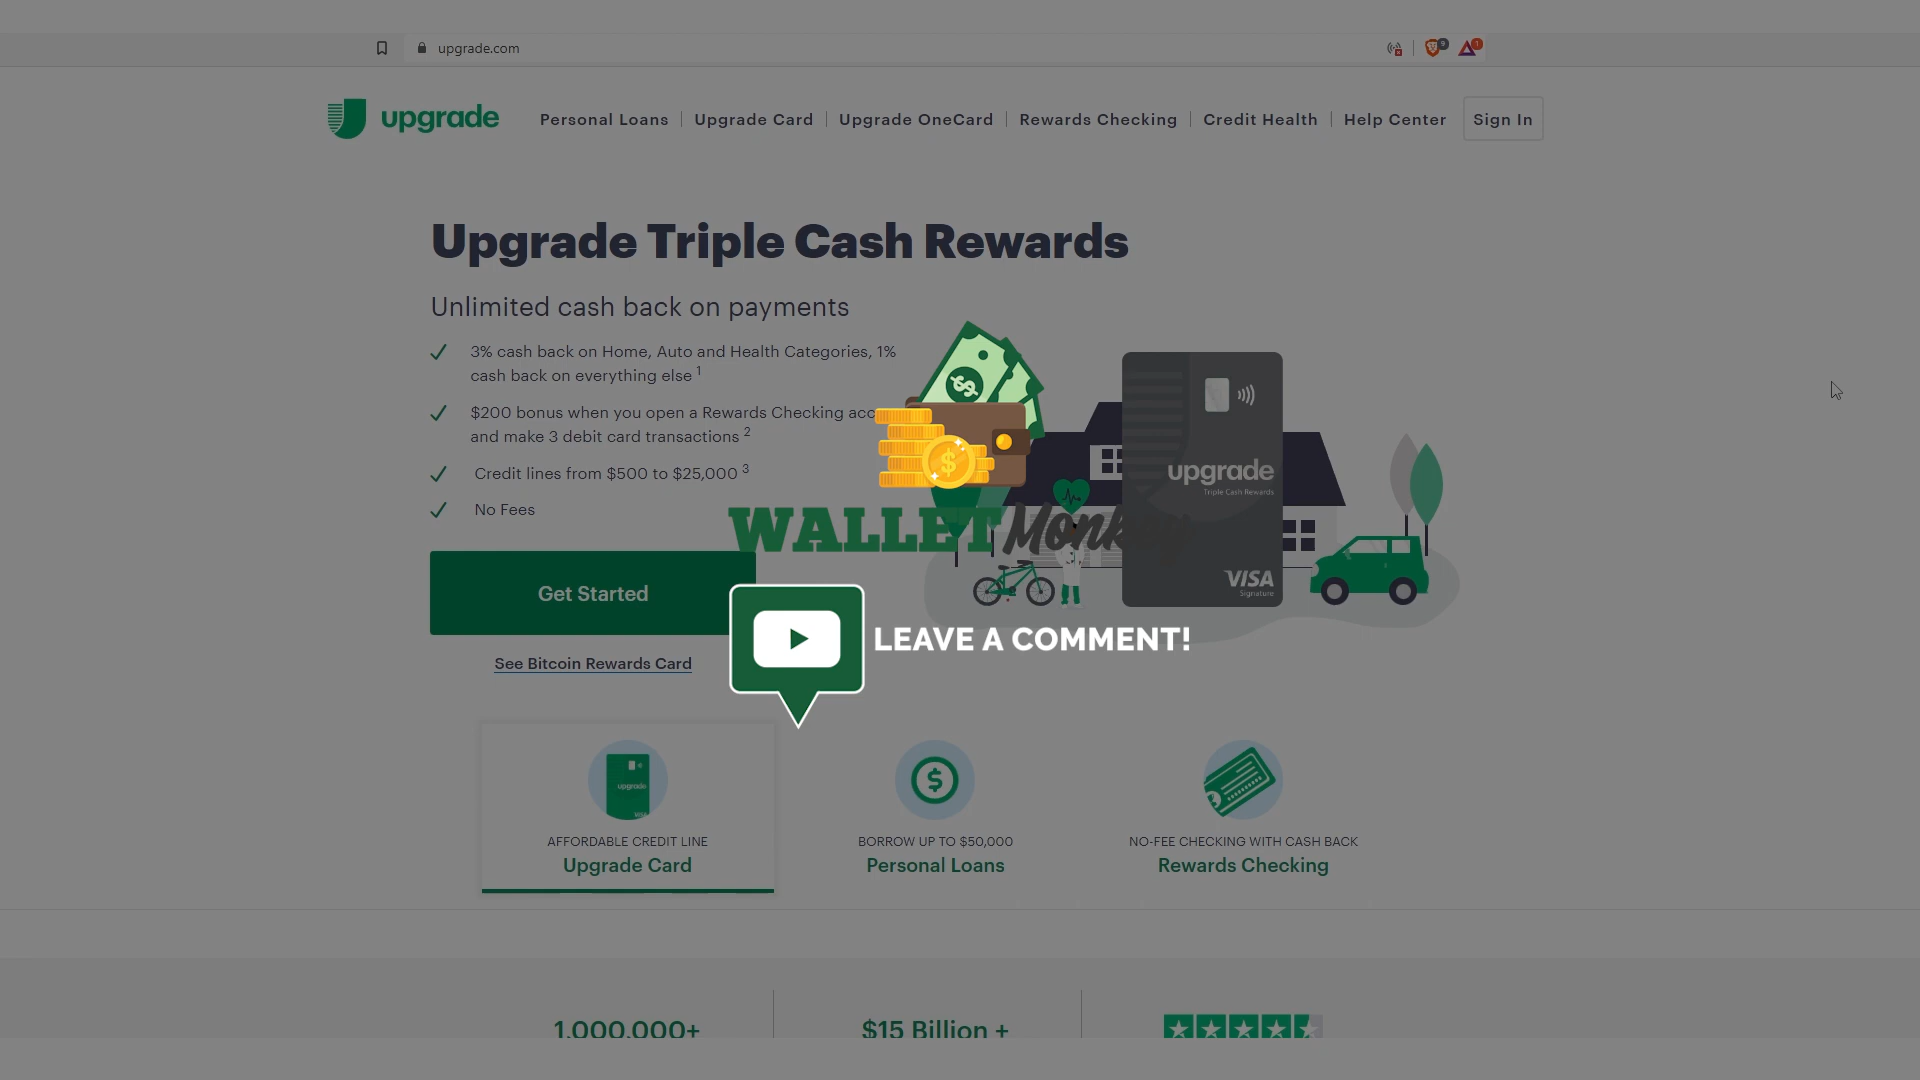 upgrade.com
9
1
upgrade
Personal Loans
Upgrade Card
Upgrade OneCard
Rewards Checking
Credit Health
Help Center
Sign In
Upgrade Triple Cash Rewards
Unlimited cash back on payments
3% cash back on Home, Auto and Health Categories, 1%
cash back on everything else 1
$200 bonus when you open a Rewards Checking acc
and make 3 debit card transactions 2
Credit lines from $500 to $25,000 3
No Fees
Get Started
See Bitcoin Rewards Card
upgrade
Triple Cash Rewards
VISA
Signature
WALLET Monkey
LEAVE A COMMENT!
upgrade
VISA
AFFORDABLE CREDIT LINE
Upgrade Card
BORROW UP TO $50,000
Personal Loans
NO-FEE CHECKING WITH CASH BACK
Rewards Checking
1,000,000+
$15 Billion +